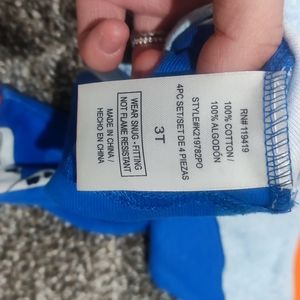 RN# 119419
100% COTTON /
100% ALGODÓN
STYLE#K219782PO
4PC SET/SET DE 4 PIEZAS
3T
WEAR SNUG - FITTING
NOT FLAME RESISTANT
MADE IN CHINA /
HECHO EN CHINA